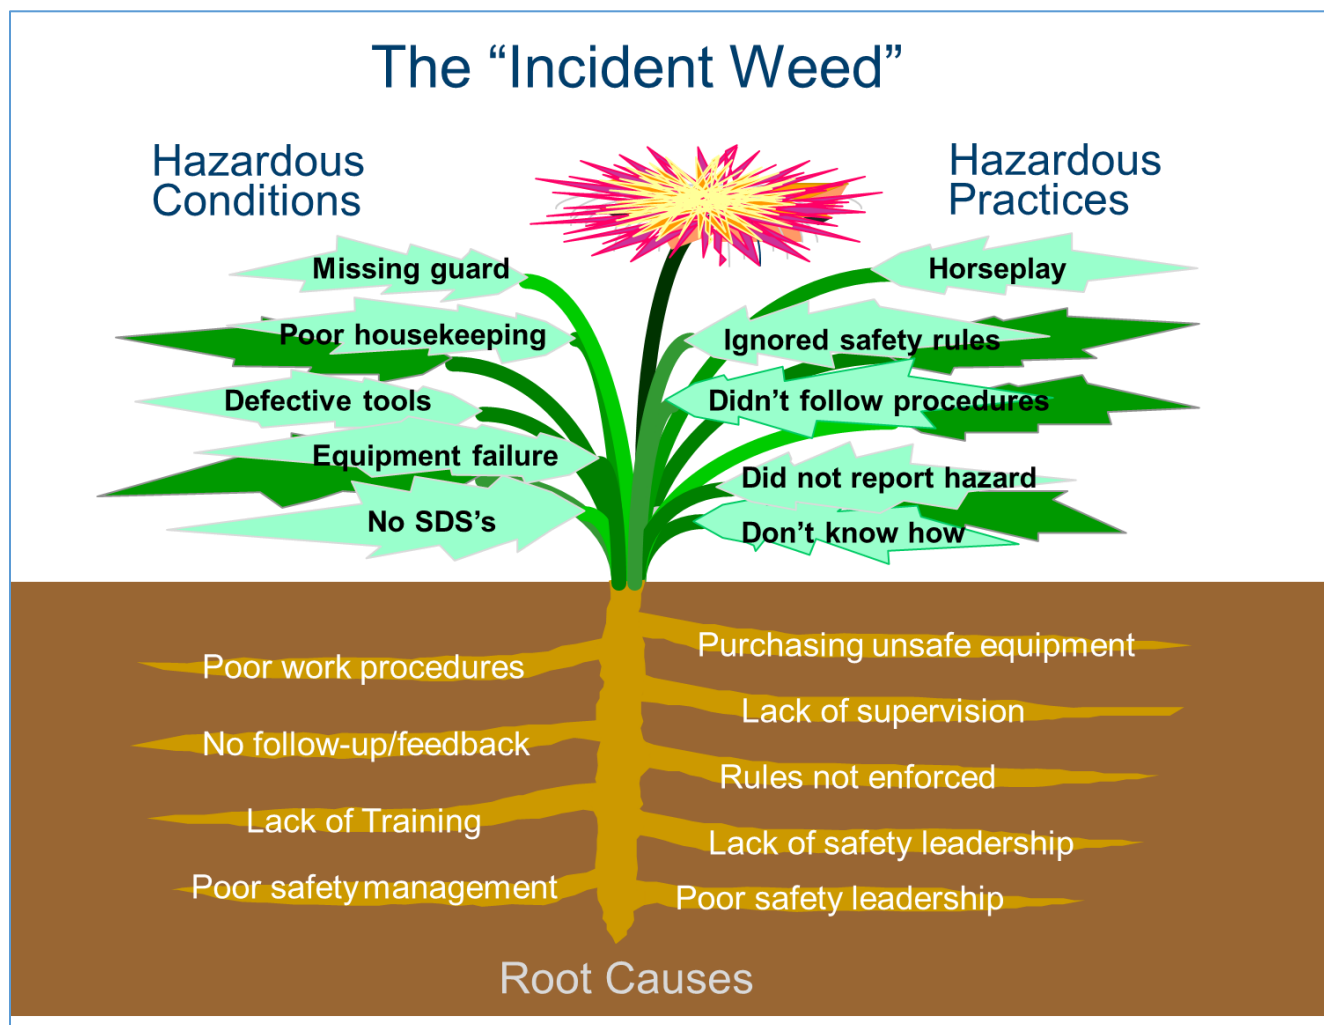 The “Incident Weed”
Hazardous
Conditions
Hazardous
Practices
Missing guard
Poor housekeeping
Defective tools
Equipment failure
No SDS’s
Horseplay
Ignored safety rules
Didn’t follow procedures
Did not report hazard
Don’t know how
Poor work procedures
No follow-up/feedback
Lack of Training
Poor safety management
Purchasing unsafe equipment
Lack of supervision
Rules not enforced
Lack of safety leadership
Poor safety leadership
Root Causes